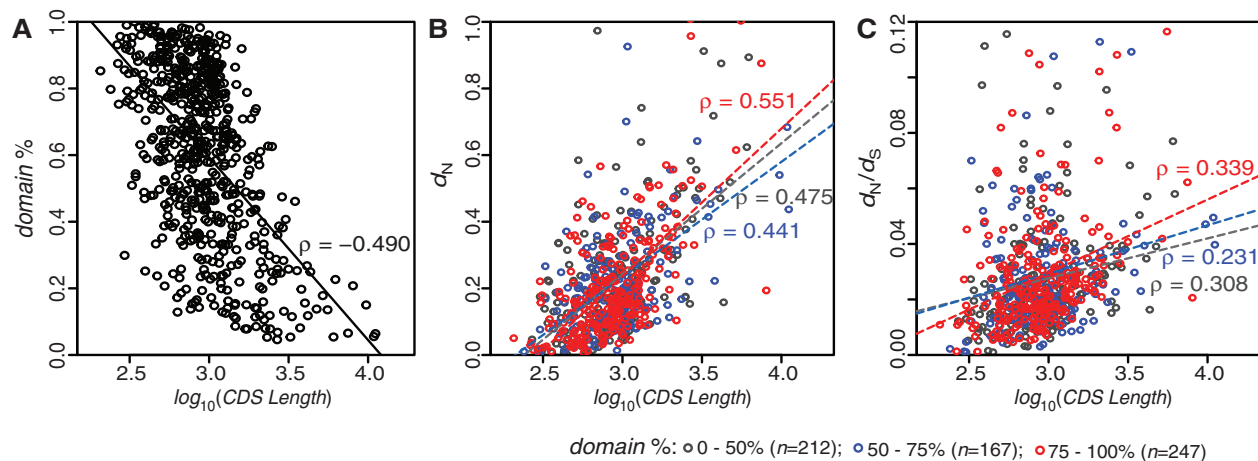 A
domain %
1.0
0.8
0.6
0.4
0.2
0.0
ρ = −0.490
2.5 3.0 3.5 4.0
log10(CDS Length)
B
dN
1.0
0.8
0.6
0.4
0.2
0.0
ρ = 0.551
ρ = 0.475
ρ = 0.441
2.5 3.0 3.5 4.0
log10(CDS Length)
C
dN/dS
0.12
0.08
0.04
0.00
ρ = 0.339
ρ = 0.231
ρ = 0.308
2.5 3.0 3.5 4.0
log10(CDS Length)
domain %: 0 - 50% (n=212); 50 - 75% (n=167); 75 - 100% (n=247)